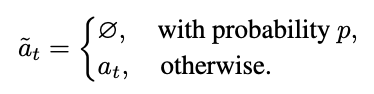 ã_t = { ∅, with probability p,
a_t, otherwise.